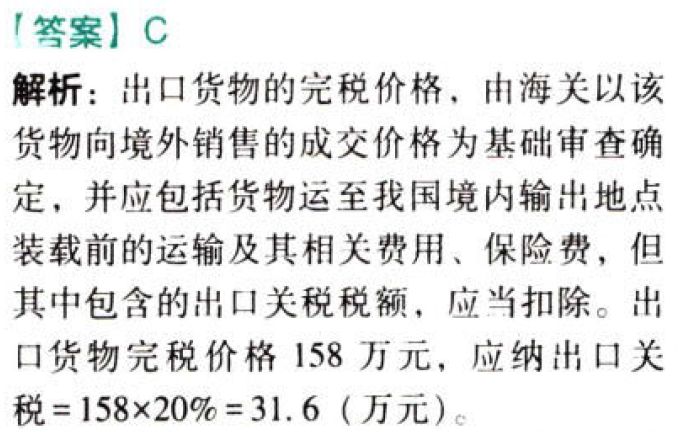 【答案】C
解析：出口货物的完税价格，由海关以该
货物向境外销售的成交价格为基础审查确
定，并应包括货物运至我国境内输出地点
装载前的运输及其相关费用、保险费，但
其中包含的出口关税税额，应当扣除。出
口货物完税价格 158 万元，应纳出口关
税=158×20%=31.6（万元）。